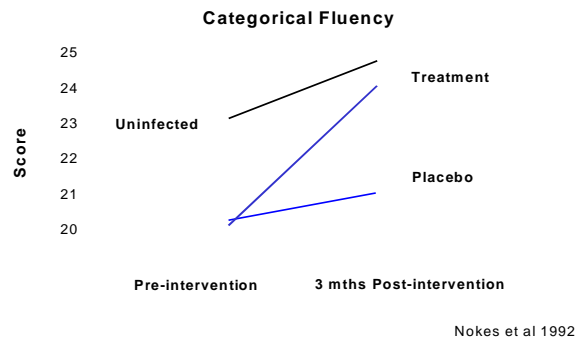 Categorical Fluency
25
24
23
22
21
20
Score
Uninfected
Treatment
Placebo
Pre-intervention
3 mths Post-intervention
Nokes et al 1992